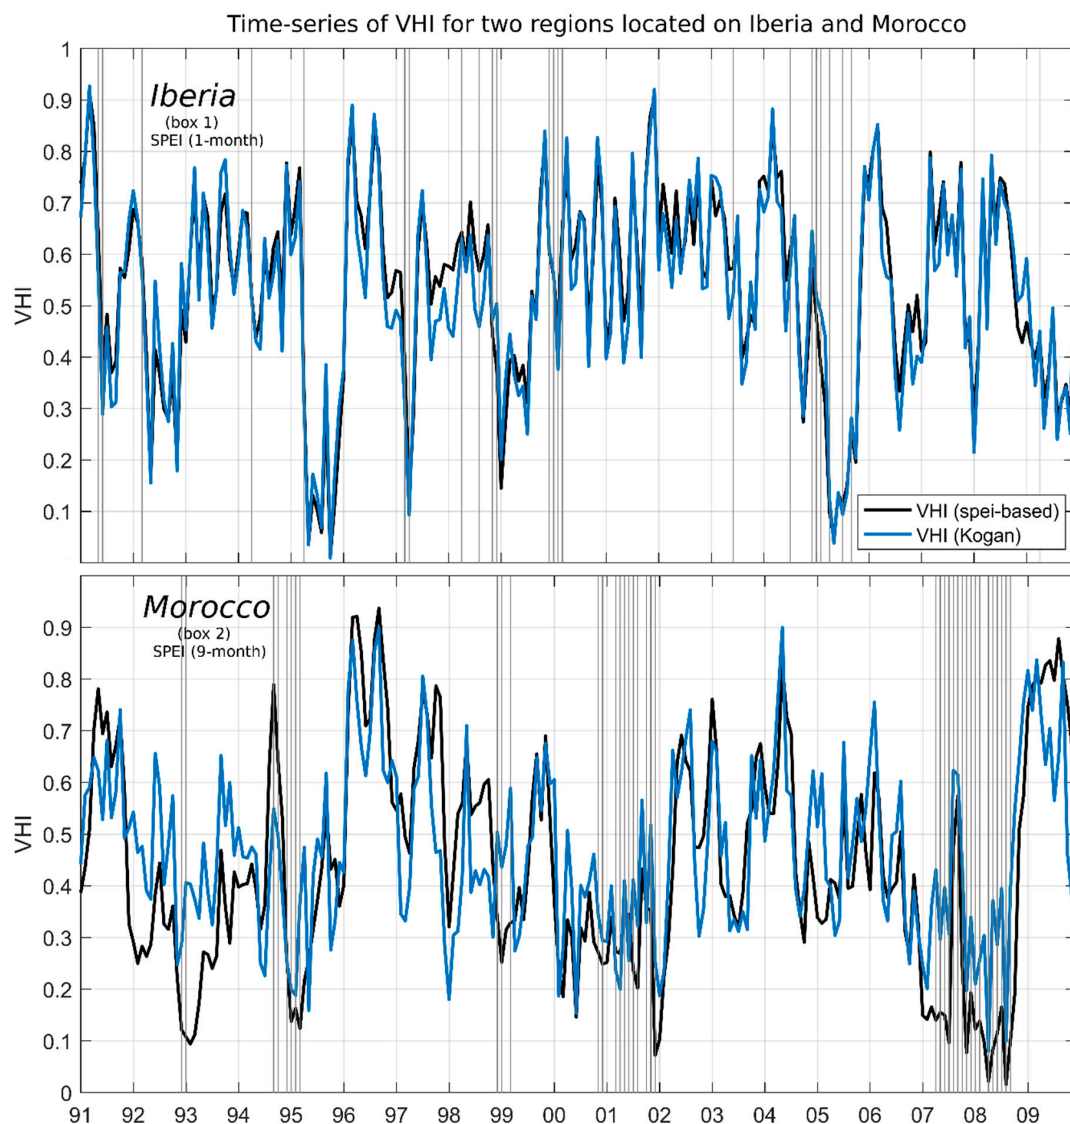 Time-series of VHI for two regions located on Iberia and Morocco
1
0.9
0.8
0.7
0.6
0.5
0.4
0.3
0.2
0.1
VHI
Iberia
(box 1)
SPEI (1-month)
VHI (spei-based)
VHI (Kogan)
0.9
0.8
0.7
0.6
0.5
0.4
0.3
0.2
0.1
0
VHI
Morocco
(box 2)
SPEI (9-month)
91 92 93 94 95 96 97 98 99 00 01 02 03 04 05 06 07 08 09